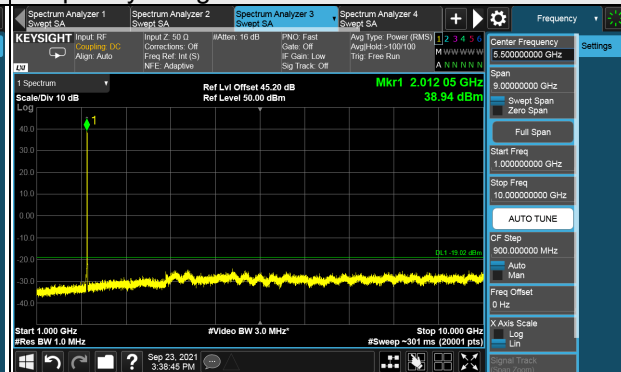 Spectrum Analyzer 1
Swept SA
Spectrum Analyzer 2
Swept SA
Spectrum Analyzer 3
Swept SA
Spectrum Analyzer 4
Swept SA
Frequency
KEYSIGHT
Input: RF
Coupling: DC
Align: Auto
Input Z: 50 Ω
Corrections: Off
Freq Ref: Int (S)
NFE: Adaptive
#Atten: 16 dB
PNO: Fast
Gate: Off
IF Gain: Low
Sig Track: Off
Avg Type: Power (RMS)
Avg|Hold:>100/100
Trig: Free Run
1 2 3 4 5 6
M W W W W W
A N N N N N
LXI
1 Spectrum
Scale/Div 10 dB
Log
Ref Lvl Offset 45.20 dB
Ref Level 50.00 dBm
Mkr1 2.012 05 GHz
38.94 dBm
1
40.0
30.0
20.0
10.0
0.00
-10.0
-20.0
-30.0
-40.0
DL1 -19.02 dBm
Start 1.000 GHz
#Res BW 1.0 MHz
#Video BW 3.0 MHz*
Stop 10.000 GHz
#Sweep ~301 ms (20001 pts)
Sep 23, 2021
3:38:45 PM
Center Frequency
5.500000000 GHz
Settings
Span
9.00000000 GHz
Swept Span
Zero Span
Full Span
Start Freq
1.000000000 GHz
Stop Freq
10.000000000 GHz
AUTO TUNE
CF Step
900.000000 MHz
Auto
Man
Freq Offset
0 Hz
X Axis Scale
Log
Lin
Signal Track
(Span Zoom)